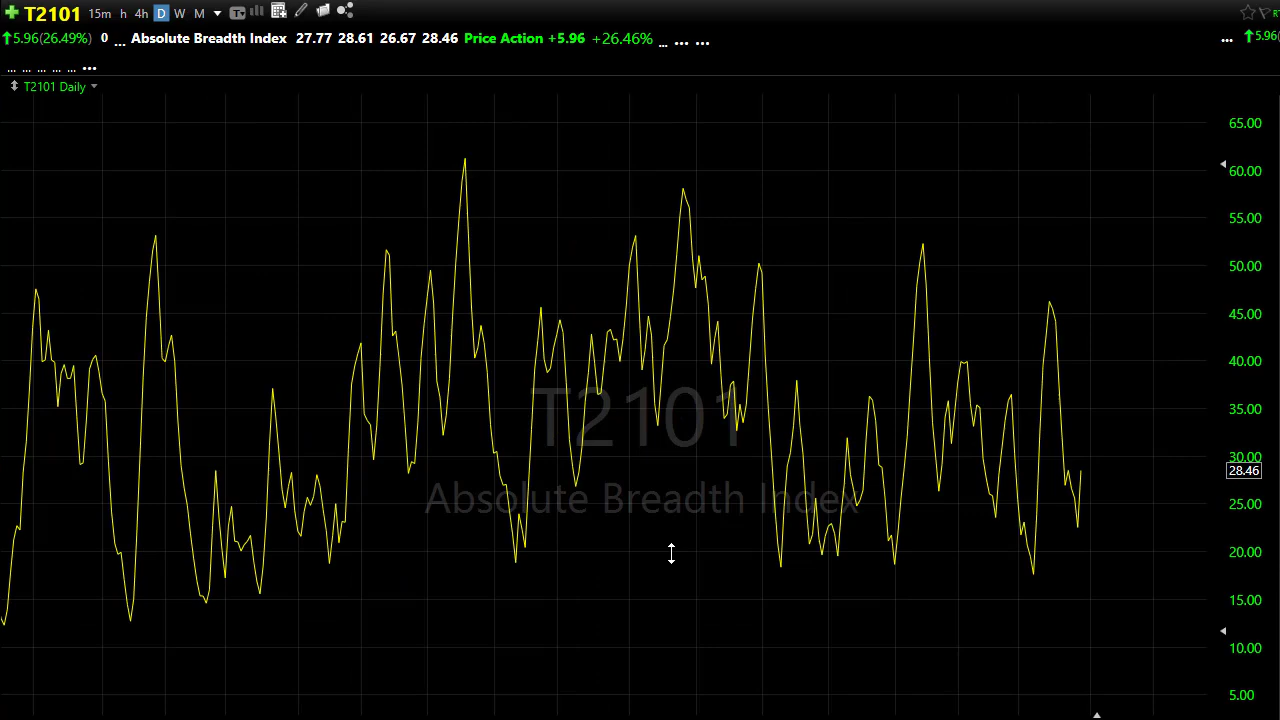 T2101 15m h 4h D W M T
5.96(26.49%) 0 ... Absolute Breadth Index 27.77 28.61 26.67 28.46 Price Action +5.96 +26.46% ... ... ... ... 5.96(
... ... ... ... ... ...
T2101 Daily
65.00
60.00
55.00
50.00
45.00
40.00
35.00
30.00
28.46
25.00
20.00
15.00
10.00
5.00
T2101
Absolute Breadth Index